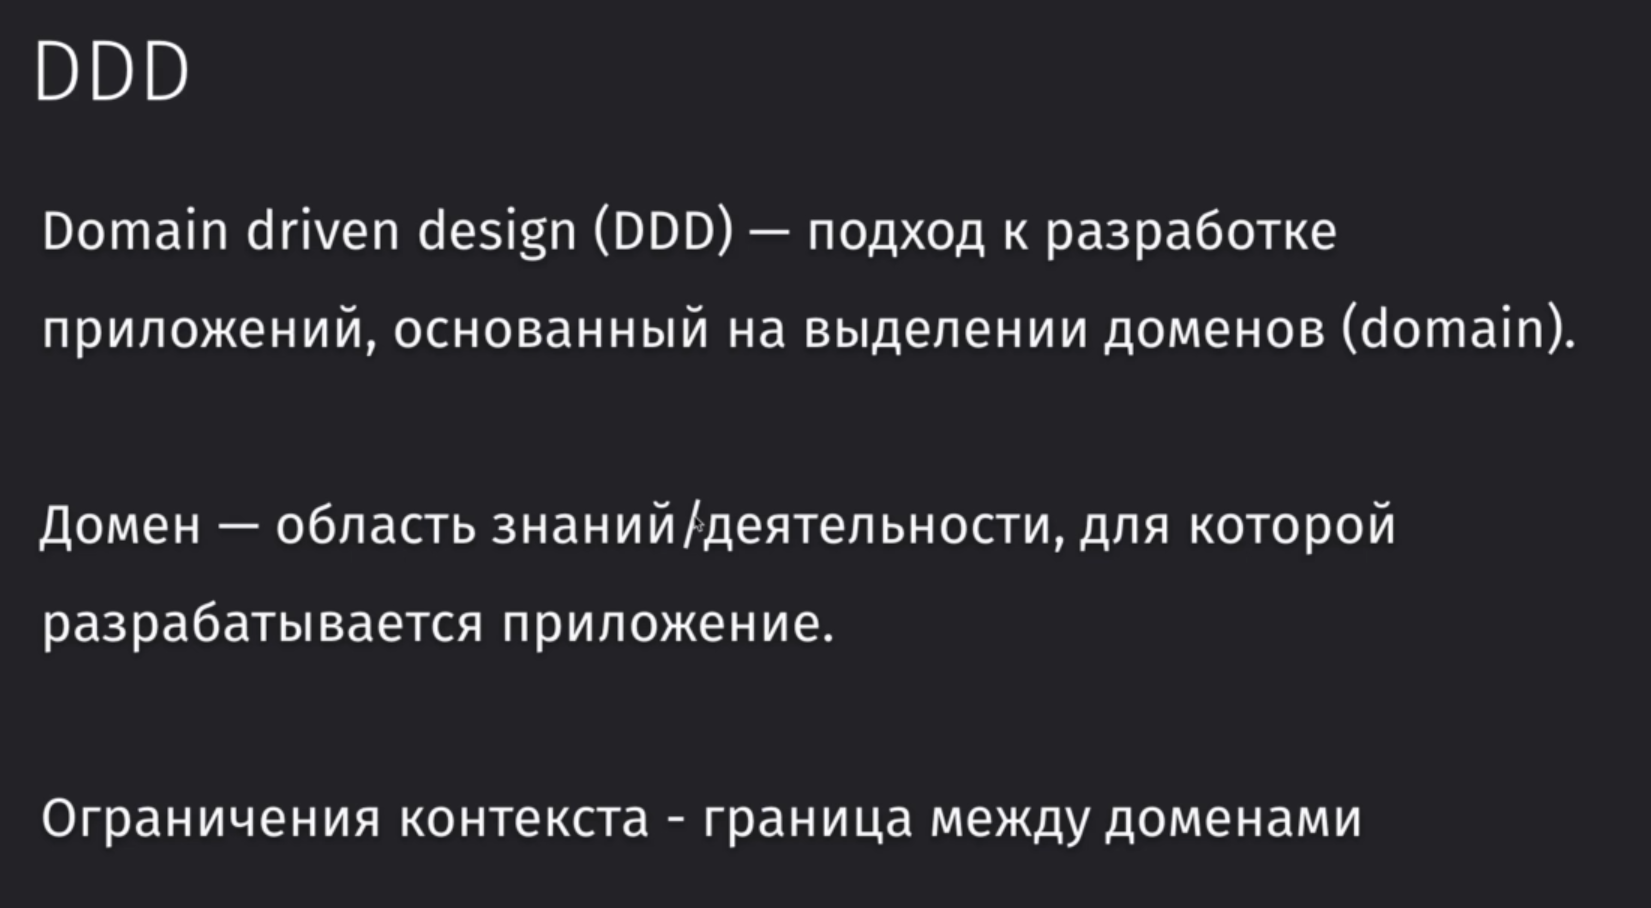 DDD
Domain driven design (DDD) — подход к разработке
приложений, основанный на выделении доменов (domain).
Домен — область знаний/деятельности, для которой
разрабатывается приложение.
Ограничения контекста - граница между доменами